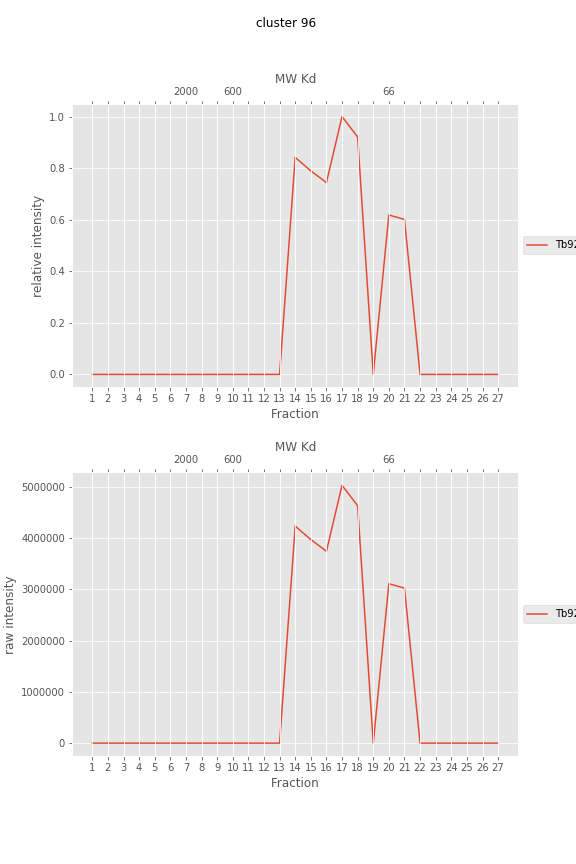 cluster 96
MW Kd
2000 600 66
1.0
0.8
0.6
0.4
0.2
0.0
relative intensity
Tb92
1 2 3 4 5 6 7 8 9 10 11 12 13 14 15 16 17 18 19 20 21 22 23 24 25 26 27
Fraction
MW Kd
2000 600 66
5000000
4000000
3000000
2000000
1000000
0
raw intensity
Tb92
1 2 3 4 5 6 7 8 9 10 11 12 13 14 15 16 17 18 19 20 21 22 23 24 25 26 27
Fraction